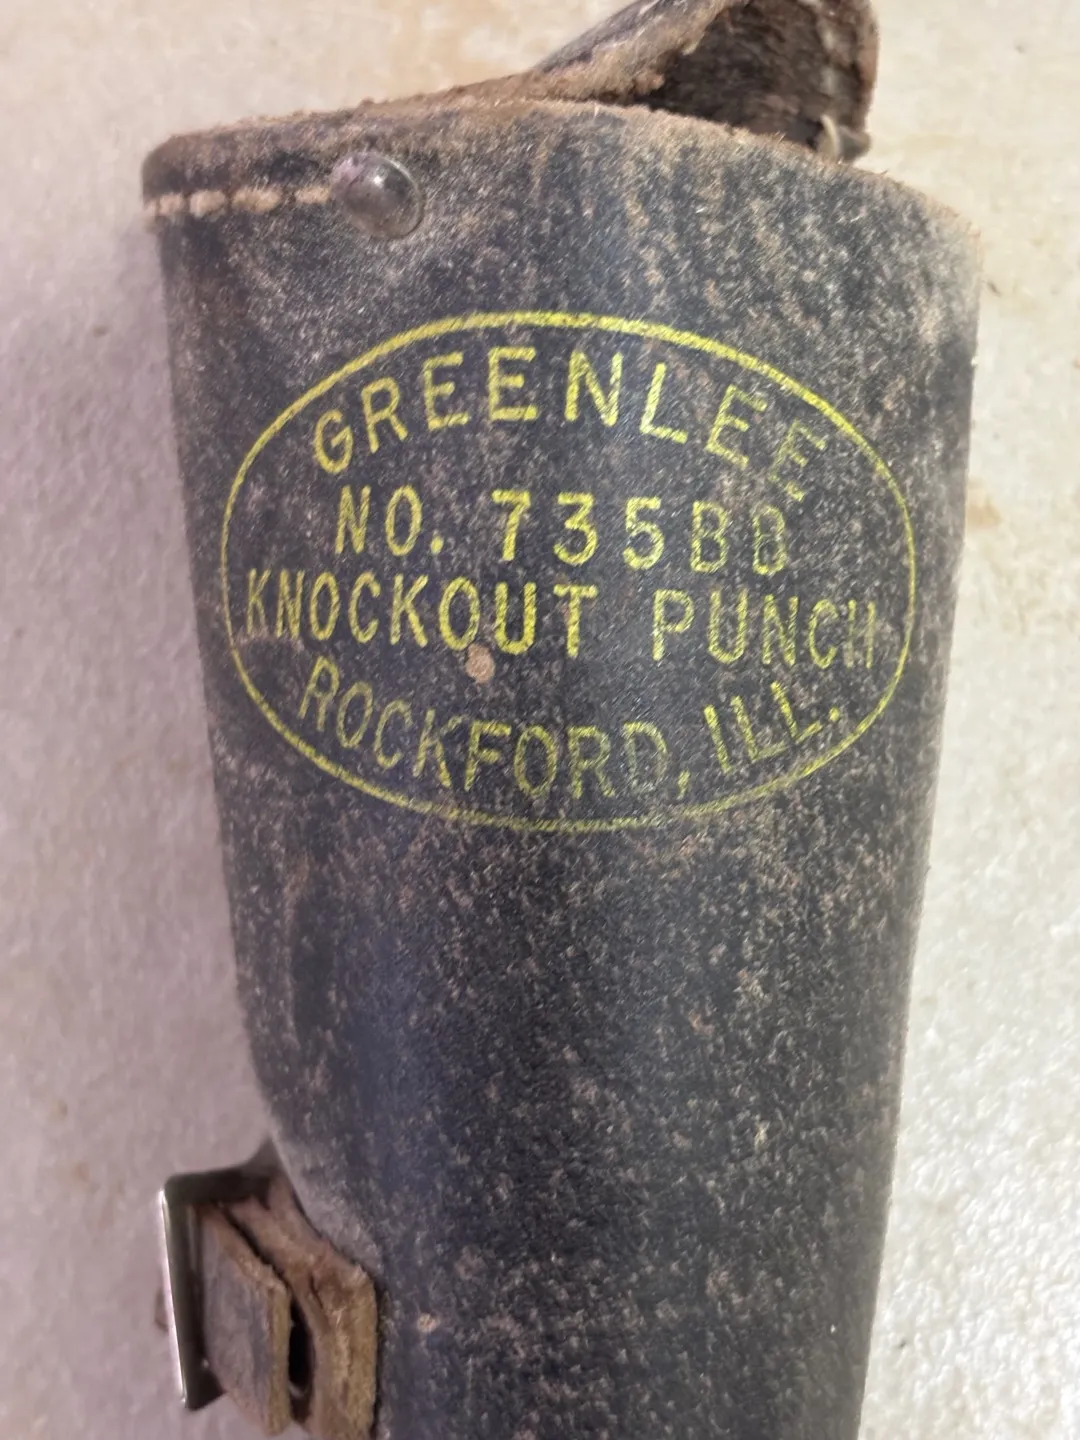 GREENLEE
NO. 735BB
KNOCKOUT PUNCH
ROCKFORD, ILL.